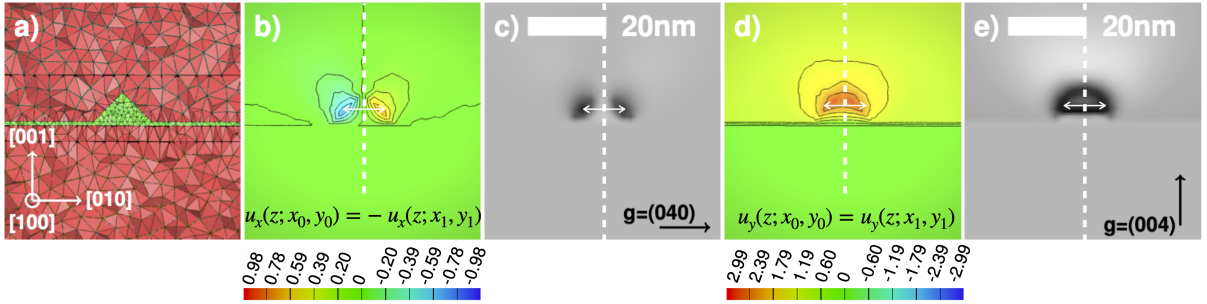 a)
[001]
[010]
[100]
b)
u_x(z; x_0, y_0) = − u_x(z; x_1, y_1)
0.98 0.78 0.59 0.39 0.20 0 -0.20 -0.39 -0.59 -0.78 -0.98
c)
20nm
g=(040)
d)
u_y(z; x_0, y_0) = u_y(z; x_1, y_1)
2.99 2.39 1.79 1.19 0.60 0 -0.60 -1.19 -1.79 -2.39 -2.99
e)
20nm
g=(004)